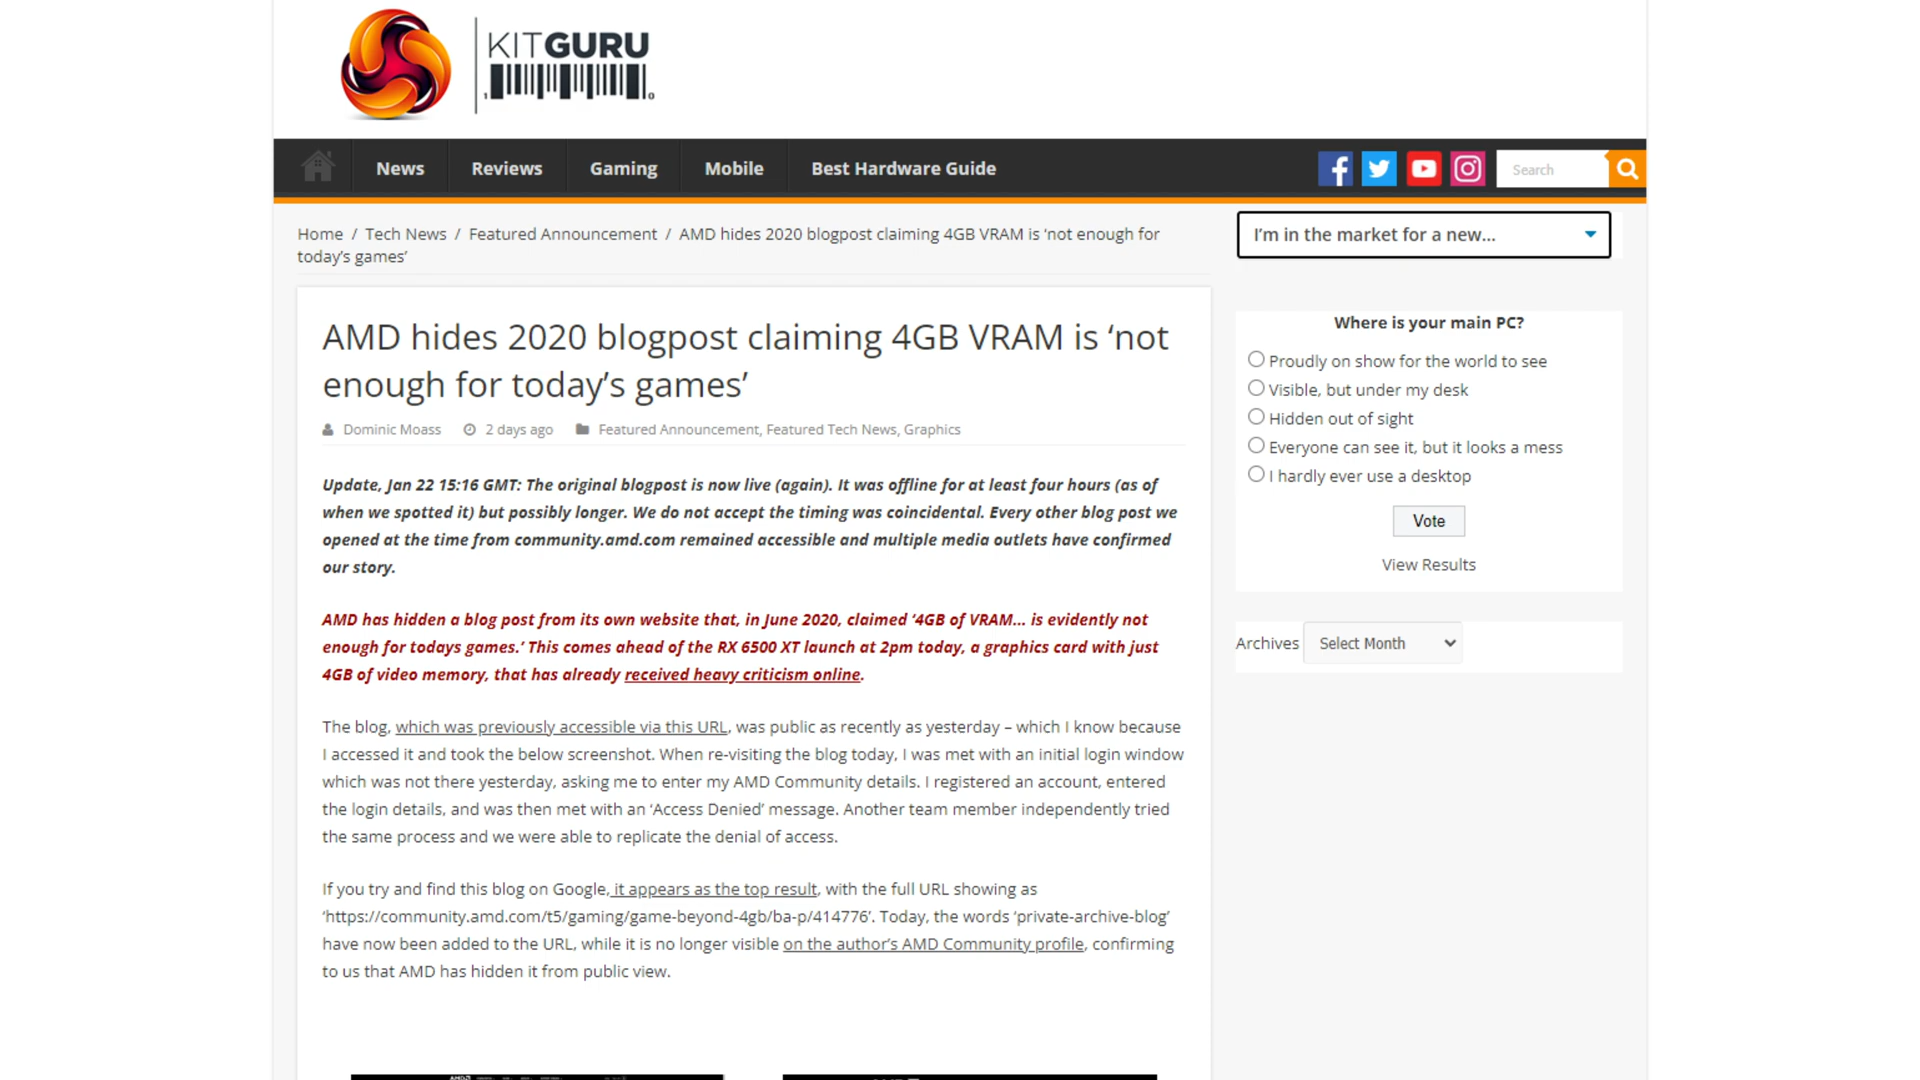 KITGURU
News
Reviews
Gaming
Mobile
Best Hardware Guide
Search
Home / Tech News / Featured Announcement / AMD hides 2020 blogpost claiming 4GB VRAM is ‘not enough for
today’s games’
I’m in the market for a new...
AMD hides 2020 blogpost claiming 4GB VRAM is ‘not
enough for today’s games’
Dominic Moass 2 days ago Featured Announcement, Featured Tech News, Graphics
Update, Jan 22 15:16 GMT: The original blogpost is now live (again). It was offline for at least four hours (as of
when we spotted it) but possibly longer. We do not accept the timing was coincidental. Every other blog post we
opened at the time from community.amd.com remained accessible and multiple media outlets have confirmed
our story.
AMD has hidden a blog post from its own website that, in June 2020, claimed ‘4GB of VRAM… is evidently not
enough for todays games.’ This comes ahead of the RX 6500 XT launch at 2pm today, a graphics card with just
4GB of video memory, that has already received heavy criticism online.
The blog, which was previously accessible via this URL, was public as recently as yesterday – which I know because
I accessed it and took the below screenshot. When re-visiting the blog today, I was met with an initial login window
which was not there yesterday, asking me to enter my AMD Community details. I registered an account, entered
the login details, and was then met with an ‘Access Denied’ message. Another team member independently tried
the same process and we were able to replicate the denial of access.
If you try and find this blog on Google, it appears as the top result, with the full URL showing as
‘https://community.amd.com/t5/gaming/game-beyond-4gb/ba-p/414776’. Today, the words ‘private-archive-blog’
have now been added to the URL, while it is no longer visible on the author’s AMD Community profile, confirming
to us that AMD has hidden it from public view.
Where is your main PC?
Proudly on show for the world to see
Visible, but under my desk
Hidden out of sight
Everyone can see it, but it looks a mess
I hardly ever use a desktop
Vote
View Results
Archives
Select Month